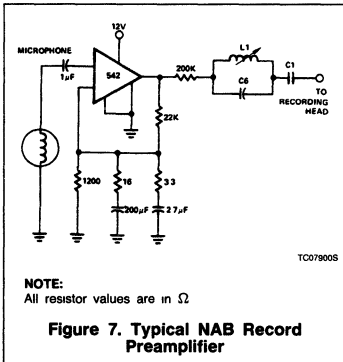 12V
MICROPHONE
1µF
542
200K
L1
C6
C1
TO
RECORDING
HEAD
22K
1200
16
33
200µF
2 7µF
TC07900S
NOTE:
All resistor values are in Ω
Figure 7. Typical NAB Record
Preamplifier